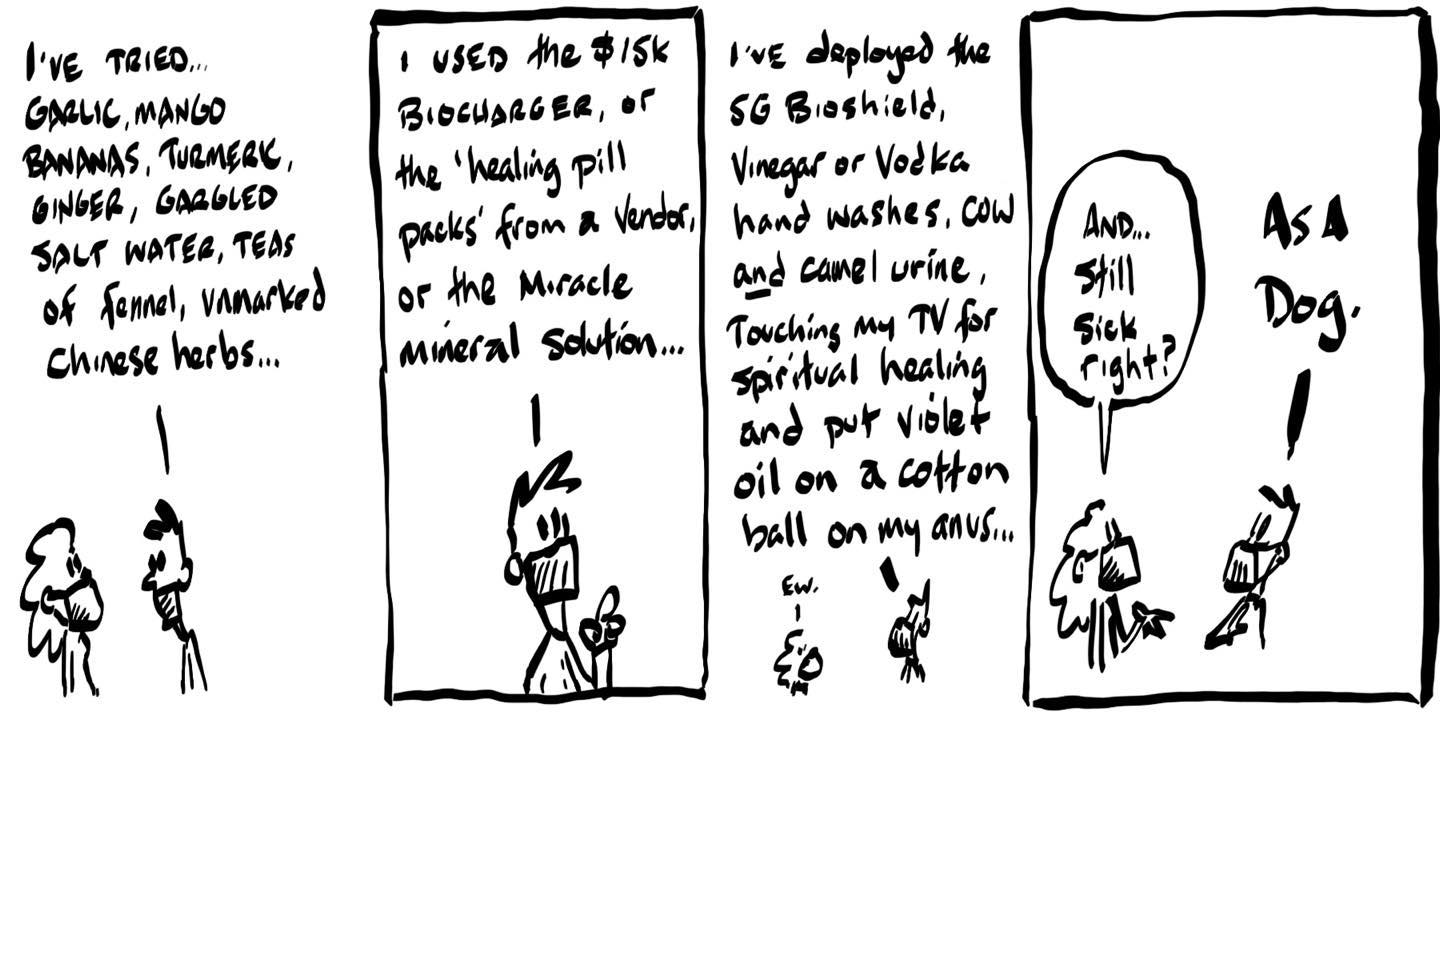 I'VE TRIED...
GARLIC, MANGO
BANANAS, TURMERIC,
GINGER, GARGLED
SALT WATER, TEAS
of fennel, unmarked
Chinese herbs...
I USED the $15k
BIOCHARGER, or
the 'healing pill
packs' from a vendor,
or the Miracle
mineral solution...
I'VE deployed the
5G Bioshield,
Vinegar or Vodka
hand washes, cow
and camel urine,
Touching my TV for
spiritual healing
and put violet
oil on a cotton
ball on my anus...
Ew.
AND...
Still
Sick
right?
As A
Dog.